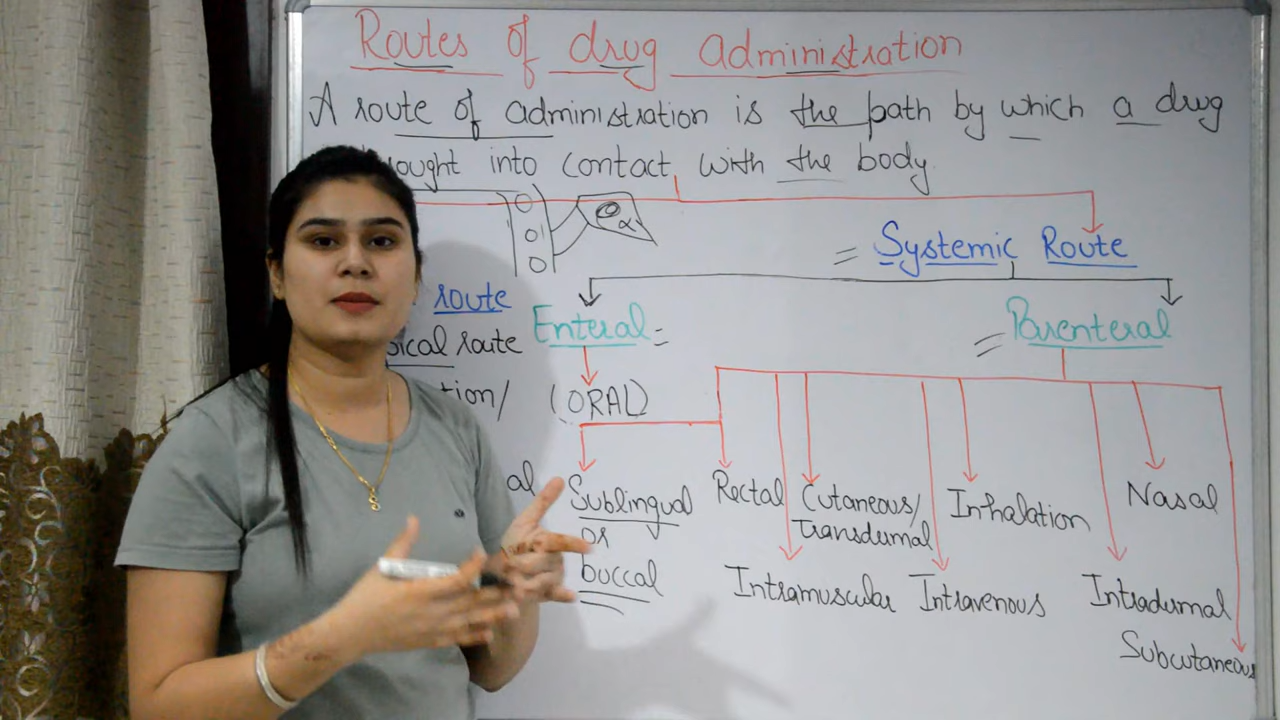 Routes of drug administration
A route of administration is the path by which a drug
into contact with the body.
= Systemic Route
route
Enteral =
= Parenteral
route
(ORAL)
Sublingual
or
buccal
Rectal
Cutaneous/
transdermal
Inhalation
Nasal
Intramuscular
Intravenous
Intradermal
Subcutaneous